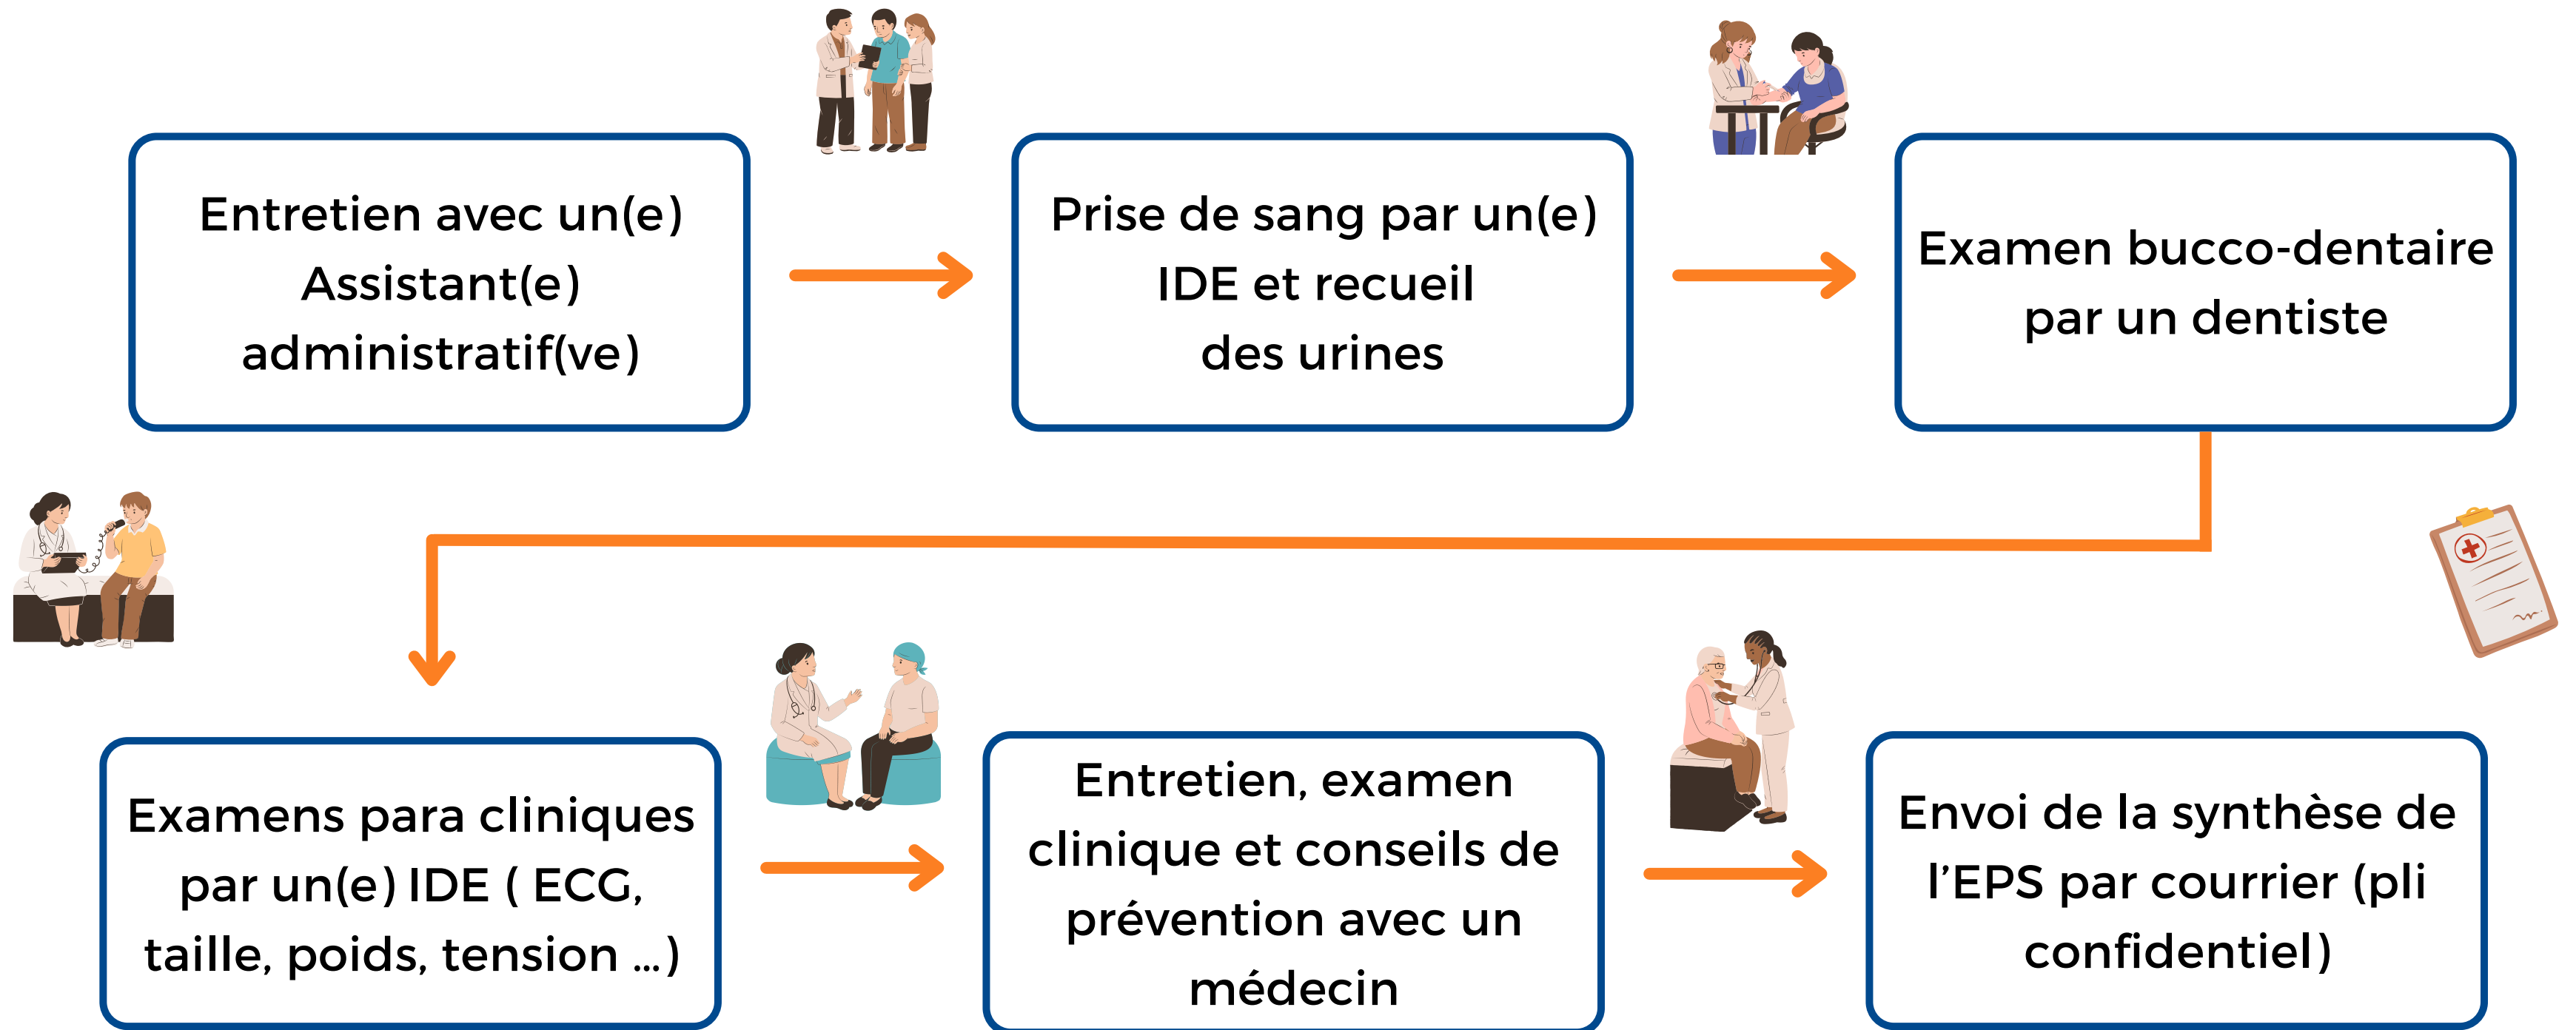 Entretien avec un(e)
Assistant(e)
administratif(ve)
Prise de sang par un(e)
IDE et recueil
des urines
Examen bucco-dentaire
par un dentiste
Examens para cliniques
par un(e) IDE ( ECG,
taille, poids, tension ...)
Entretien, examen
clinique et conseils de
prévention avec un
médecin
Envoi de la synthèse de
l'EPS par courrier (pli
confidentiel)